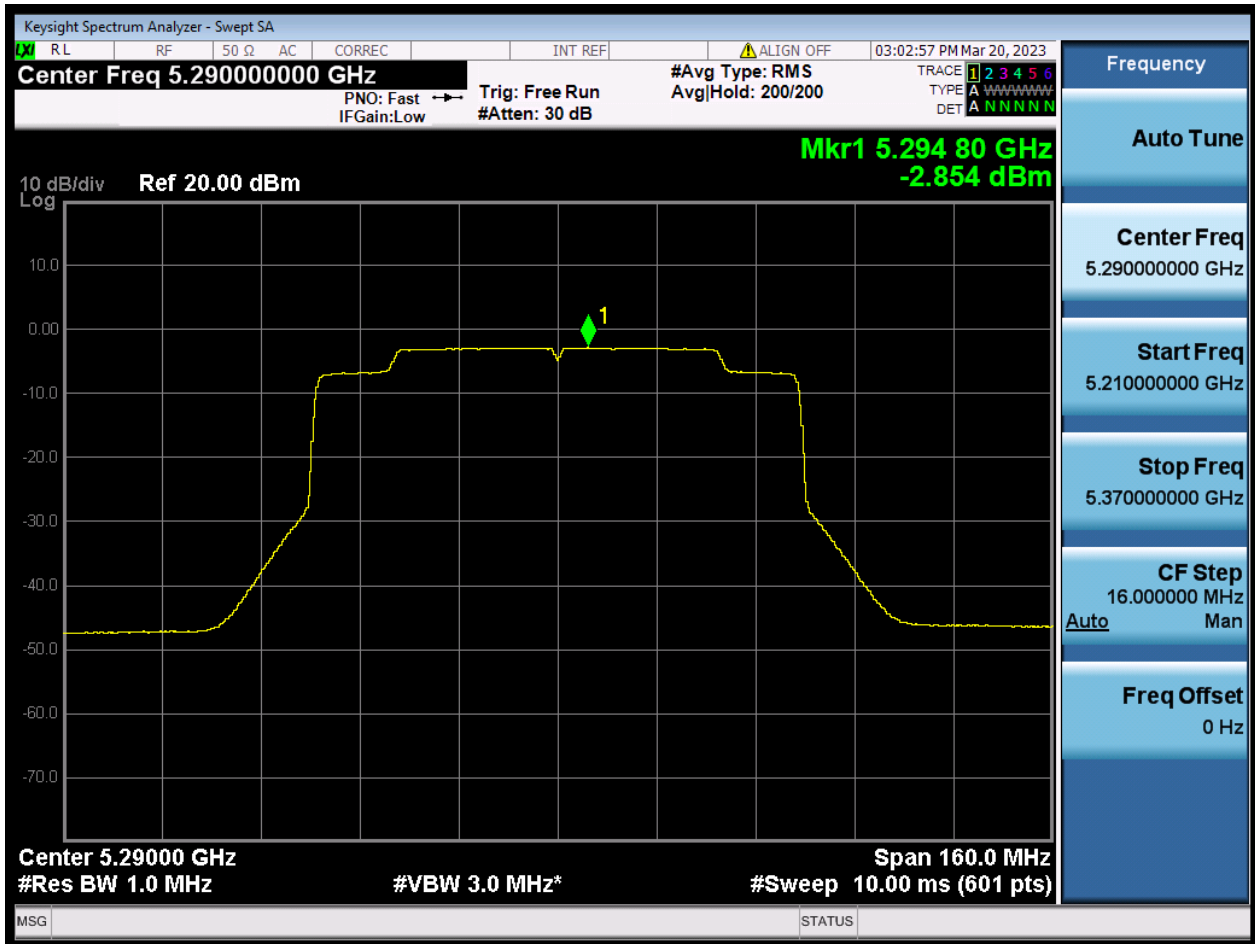 Keysight Spectrum Analyzer - Swept SA
LXI RL RF 50 Ω AC CORREC INT REF ALIGN OFF 03:02:57 PM Mar 20, 2023
Center Freq 5.290000000 GHz
PNO: Fast
IFGain:Low
Trig: Free Run
#Atten: 30 dB
#Avg Type: RMS
Avg|Hold: 200/200
TRACE 1 2 3 4 5 6
TYPE A WWWWW
DET A N N N N N
Mkr1 5.294 80 GHz
-2.854 dBm
10 dB/div Ref 20.00 dBm
Log
10.0
0.00
-10.0
-20.0
-30.0
-40.0
-50.0
-60.0
-70.0
1
Center 5.29000 GHz Span 160.0 MHz
#Res BW 1.0 MHz #VBW 3.0 MHz* #Sweep 10.00 ms (601 pts)
MSG STATUS
Frequency
Auto Tune
Center Freq
5.290000000 GHz
Start Freq
5.210000000 GHz
Stop Freq
5.370000000 GHz
CF Step
16.000000 MHz
Auto Man
Freq Offset
0 Hz